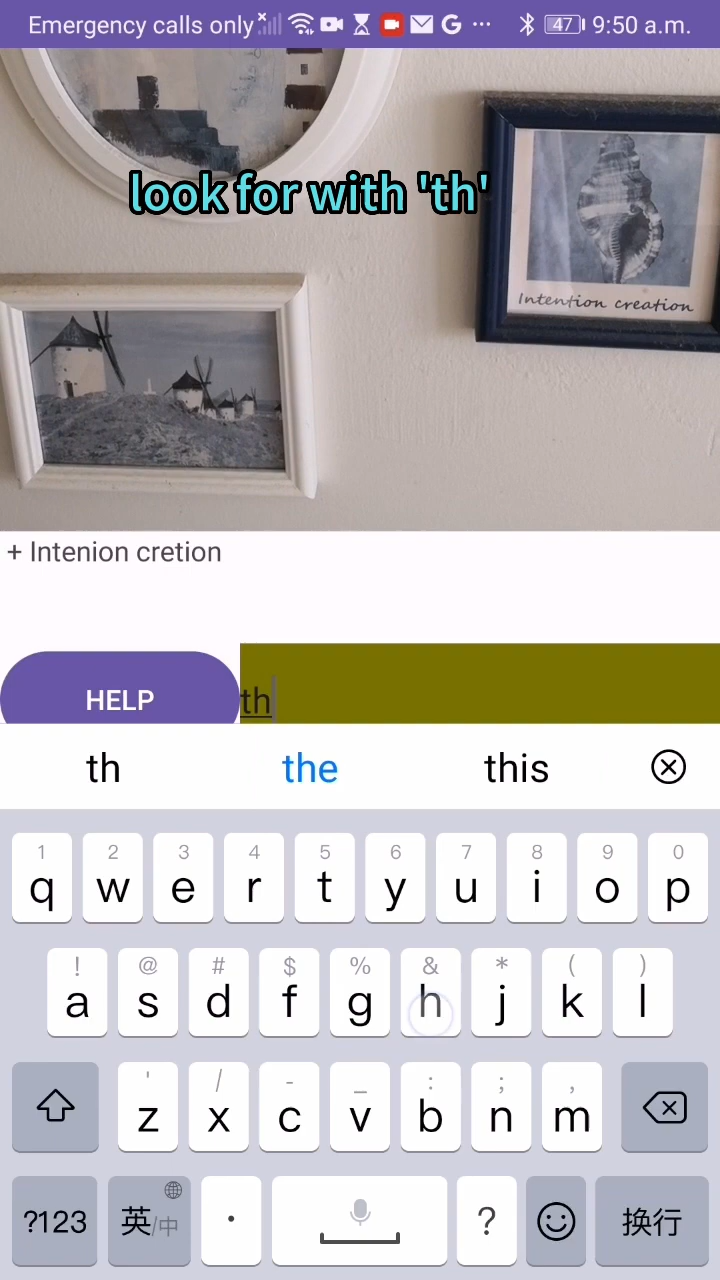 Emergency calls only 47 9:50 a.m.
look for with 'th'
Intention creation
+ Intenion cretion
HELP th
th the this
1 2 3 4 5 6 7 8 9 0
q w e r t y u i o p
! @ # $ % & * ( )
a s d f g h j k l
' / - _ : ; ,
z x c v b n m
?123 英/中 . ? 换行